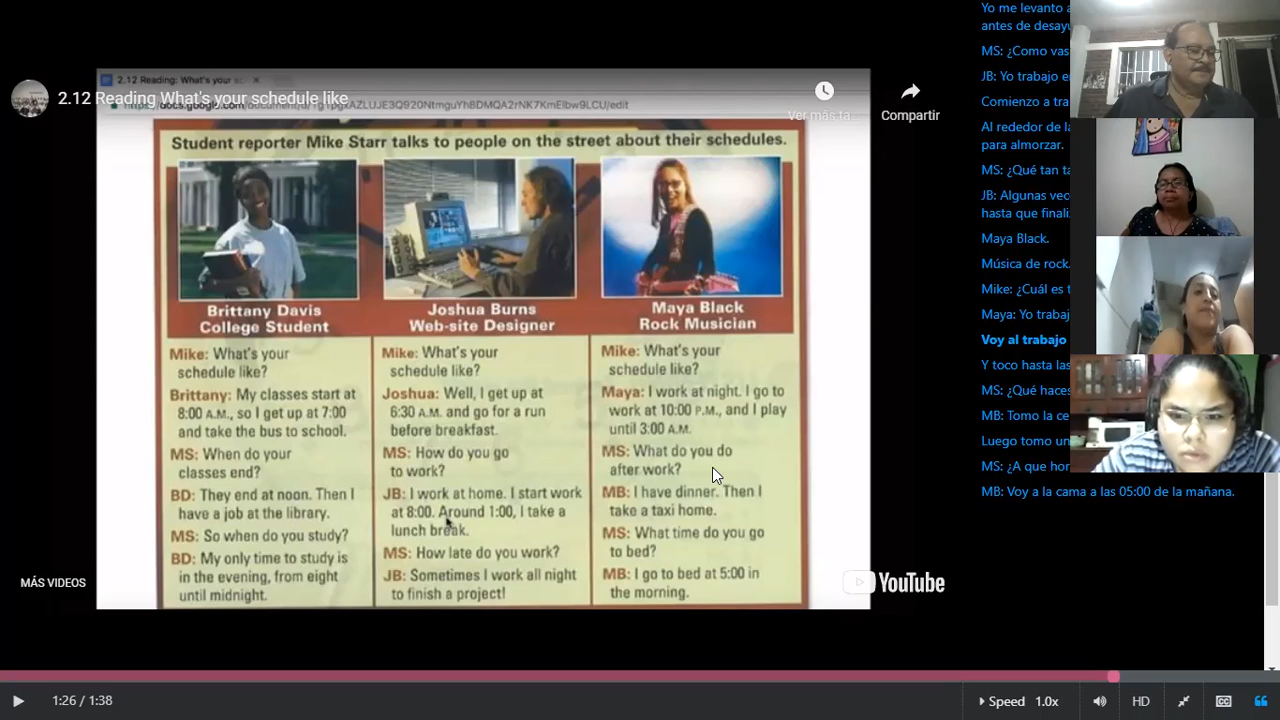 2.12 Reading: What's your
2.12 Reading What's your schedule like
Ver más ta...
Compartir
Student reporter Mike Starr talks to people on the street about their schedules.
Brittany Davis
College Student
Mike: What's your
schedule like?
Brittany: My classes start at
8:00 A.M., so I get up at 7:00
and take the bus to school.
MS: When do your
classes end?
BD: They end at noon. Then I
have a job at the library.
MS: So when do you study?
BD: My only time to study is
in the evening, from eight
until midnight.
Joshua Burns
Web-site Designer
Mike: What's your
schedule like?
Joshua: Well, I get up at
6:30 A.M. and go for a run
before breakfast.
MS: How do you go
to work?
JB: I work at home. I start work
at 8:00. Around 1:00, I take a
lunch break.
MS: How late do you work?
JB: Sometimes I work all night
to finish a project!
Maya Black
Rock Musician
Mike: What's your
schedule like?
Maya: I work at night. I go to
work at 10:00 P.M., and I play
until 3:00 A.M.
MS: What do you do
after work?
MB: I have dinner. Then I
take a taxi home.
MS: What time do you go
to bed?
MB: I go to bed at 5:00 in
the morning.
MÁS VIDEOS
YouTube
Yo me levanto
antes de desay
MS: ¿Como vas
JB: Yo trabajo
Comienzo a tra
Al rededor de
para almorzar.
MS: ¿Qué tan
JB: Algunas
hasta que finali
Maya Black.
Música de rock.
Mike: ¿Cuál es
Maya: Yo trabaj
Voy al trabajo
Y toco hasta las
MS: ¿Qué haces
MB: Tomo la
Luego tomo un
MS: ¿A que hor
MB: Voy a la cama a las 05:00 de la mañana.
1:26 / 1:38
Speed 1.0x
HD
CC